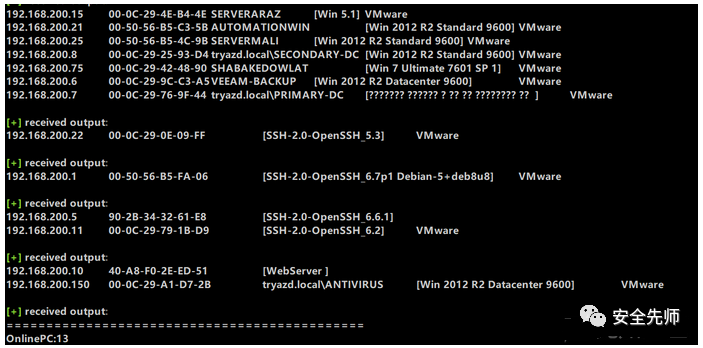 192.168.200.15 00-0C-29-4E-B4-4E SERVERARAZ [Win 5.1] VMware
192.168.200.21 00-50-56-B5-C3-5B AUTOMATIONWIN [Win 2012 R2 Standard 9600] VMware
192.168.200.25 00-50-56-B5-4C-9B SERVERMALI [Win 2012 R2 Standard 9600] VMware
192.168.200.8 00-0C-29-25-93-D4 tryazd.local\SECONDARY-DC [Win 2012 R2 Standard 9600] VMware
192.168.200.75 00-0C-29-42-48-90 SHABAKEDOWLAT [Win 7 Ultimate 7601 SP 1] VMware
192.168.200.6 00-0C-29-9C-C3-A5 VEEAM-BACKUP [Win 2012 R2 Datacenter 9600] VMware
192.168.200.7 00-0C-29-76-9F-44 tryazd.local\PRIMARY-DC [??????? ?????? ? ?? ?? ???????? ?? ] VMware
[+] received output:
192.168.200.22 00-0C-29-0E-09-FF [SSH-2.0-OpenSSH_5.3] VMware
[+] received output:
192.168.200.1 00-50-56-B5-FA-06 [SSH-2.0-OpenSSH_6.7p1 Debian-5+deb8u8] VMware
[+] received output:
192.168.200.5 90-2B-34-32-61-E8 [SSH-2.0-OpenSSH_6.6.1]
192.168.200.11 00-0C-29-79-1B-D9 [SSH-2.0-OpenSSH_6.2] VMware
[+] received output:
192.168.200.10 40-A8-F0-2E-ED-51 [WebServer ]
192.168.200.150 00-0C-29-A1-D7-2B tryazd.local\ANTIVIRUS [Win 2012 R2 Datacenter 9600] VMware
[+] received output:
=============================================
OnlinePC:13
安全先师